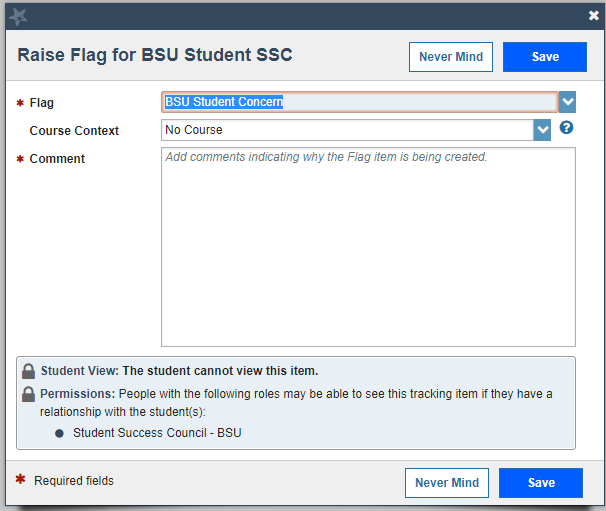 Raise Flag for BSU Student SSC
Never Mind
Save
* Flag
BSU Student Concern
Course Context
No Course
?
* Comment
Add comments indicating why the Flag item is being created.
Student View: The student cannot view this item.
Permissions: People with the following roles may be able to see this tracking item if they have a
relationship with the student(s):
● Student Success Council - BSU
* Required fields
Never Mind
Save